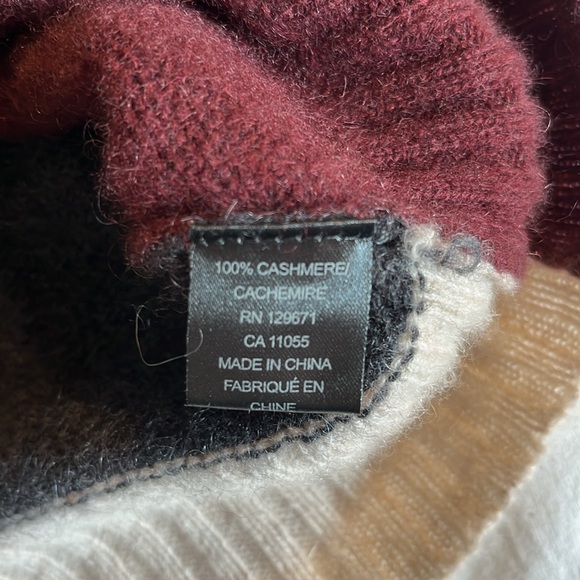 100% CASHMERE/
CACHEMIRE
RN 129671
CA 11055
MADE IN CHINA
FABRIQUÉ EN
CHINE